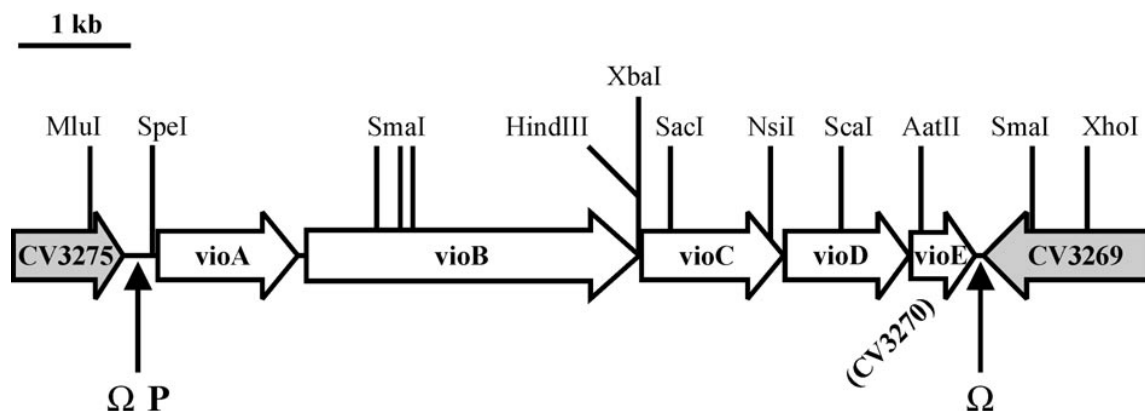 1 kb
XbaI
MluI SpeI SmaI HindIII SacI NsiI ScaI AatII SmaI XhoI
CV3275 vioA vioB vioC vioD vioE CV3269
(CV3270)
Ω P Ω